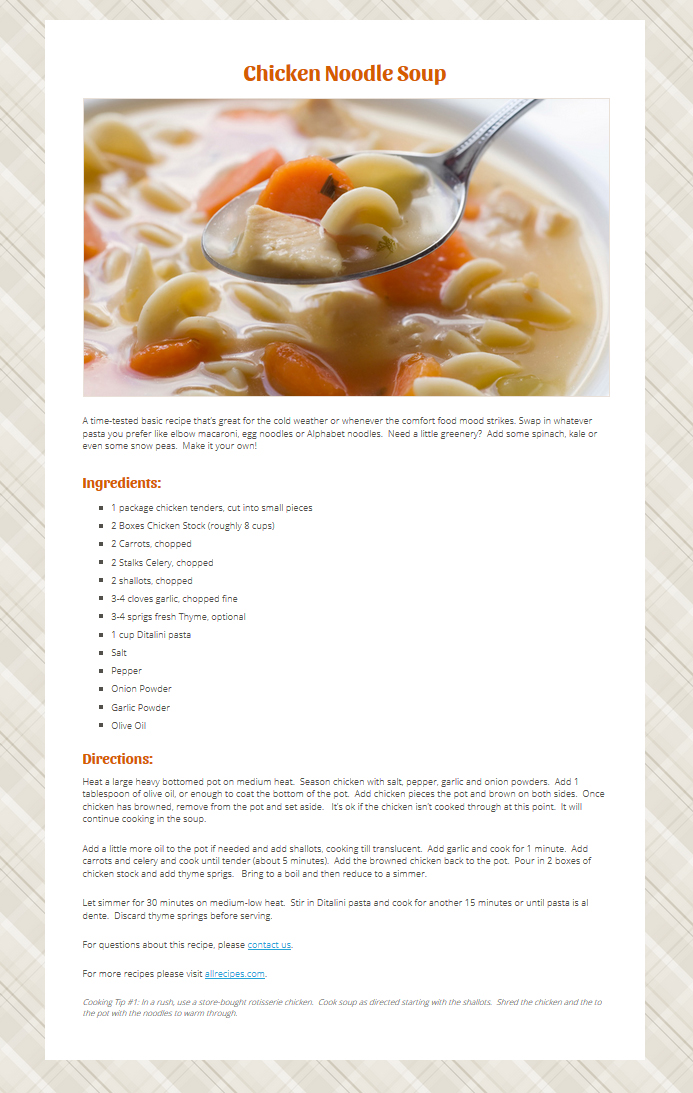 Chicken Noodle Soup
A time-tested basic recipe that's great for the cold weather or whenever the comfort food mood strikes. Swap in whatever
pasta you prefer like elbow macaroni, egg noodles or Alphabet noodles.  Need a little greenery?  Add some spinach, kale or
even some snow peas.  Make it your own!
Ingredients:
1 package chicken tenders, cut into small pieces
2 Boxes Chicken Stock (roughly 8 cups)
2 Carrots, chopped
2 Stalks Celery, chopped
2 shallots, chopped
3-4 cloves garlic, chopped fine
3-4 sprigs fresh Thyme, optional
1 cup Ditalini pasta
Salt
Pepper
Onion Powder
Garlic Powder
Olive Oil
Directions:
Heat a large heavy bottomed pot on medium heat.  Season chicken with salt, pepper, garlic and onion powders.  Add 1
tablespoon of olive oil, or enough to coat the bottom of the pot.  Add chicken pieces the pot and brown on both sides.  Once
chicken has browned, remove from the pot and set aside.   It's ok if the chicken isn't cooked through at this point.  It will
continue cooking in the soup.
Add a little more oil to the pot if needed and add shallots, cooking till translucent.  Add garlic and cook for 1 minute.  Add
carrots and celery and cook until tender (about 5 minutes).  Add the browned chicken back to the pot.  Pour in 2 boxes of
chicken stock and add thyme sprigs.   Bring to a boil and then reduce to a simmer.
Let simmer for 30 minutes on medium-low heat.  Stir in Ditalini pasta and cook for another 15 minutes or until pasta is al
dente.  Discard thyme springs before serving.
For questions about this recipe, please contact us.
For more recipes please visit allrecipes.com.
Cooking Tip #1: In a rush, use a store-bought rotisserie chicken.  Cook soup as directed starting with the shallots.  Shred the chicken and the to
the pot with the noodles to warm through.